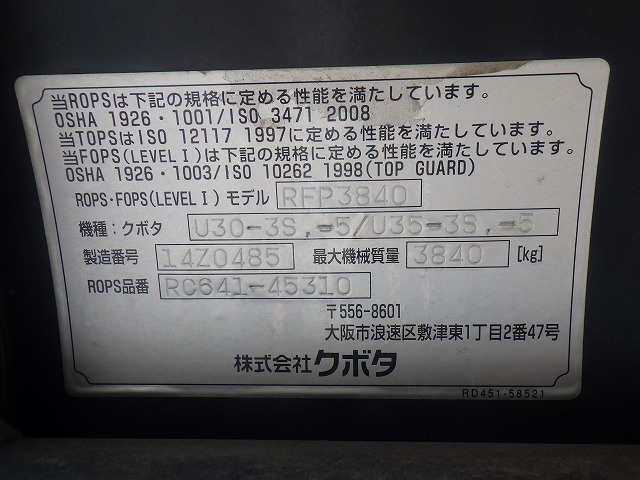 当ROPSは下記の規格に定める性能を満たしています。
OSHA 1926・1001/ISO 3471 2008
当TOPSはISO 12117 1997に定める性能を満たしています。
当FOPS(LEVEL I)は下記の規格に定める性能を満たしています。
OSHA 1926・1003/ISO 10262 1998(TOP GUARD)
ROPS・FOPS(LEVEL I) モデル RFP3840
機種：クボタ U30-3S,-5/U35-3S,-5
製造番号 14Z0485 最大機械質量 3840 [kg]
ROPS品番 RC641-45310
〒556-8601
大阪市浪速区敷津東1丁目2番47号
株式会社クボタ
RD451-58521